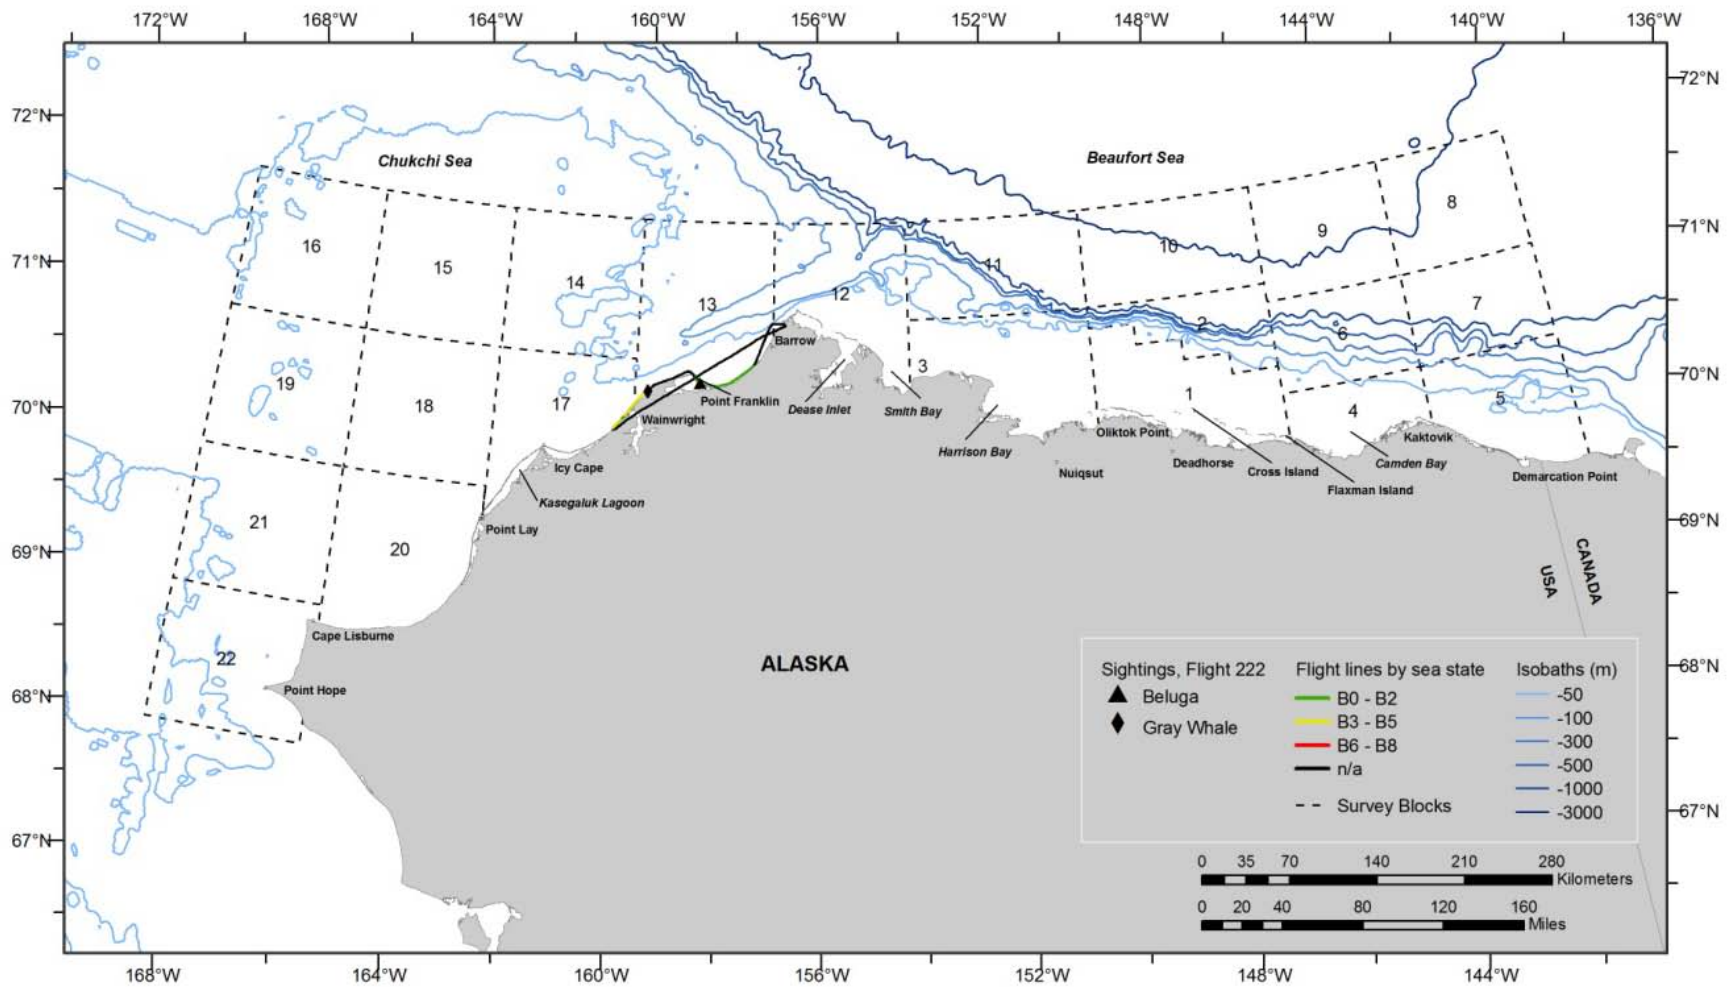 172°W 168°W 164°W 160°W 156°W 152°W 148°W 144°W 140°W 136°W
72°N
72°N
Chukchi Sea
Beaufort Sea
8
9
16
15
10
71°N
71°N
11
14
13
12
7
2
6
Barrow
3
70°N
70°N
19
18
17
Point Franklin
Dease Inlet
Smith Bay
1
4
5
Wainwright
Oliktok Point
Kaktovik
Harrison Bay
Icy Cape
Nuiqsut
Deadhorse
Cross Island
Camden Bay
Flaxman Island
Demarcation Point
Kasegaluk Lagoon
21
Point Lay
69°N
69°N
20
CANADA
USA
Cape Lisburne
22
ALASKA
68°N
68°N
Point Hope
Sightings, Flight 222
Beluga
Gray Whale
Flight lines by sea state
B0 - B2
B3 - B5
B6 - B8
n/a
Survey Blocks
Isobaths (m)
-50
-100
-300
-500
-1000
-3000
67°N
67°N
0 35 70 140 210 280
Kilometers
0 20 40 80 120 160
Miles
168°W 164°W 160°W 156°W 152°W 148°W 144°W